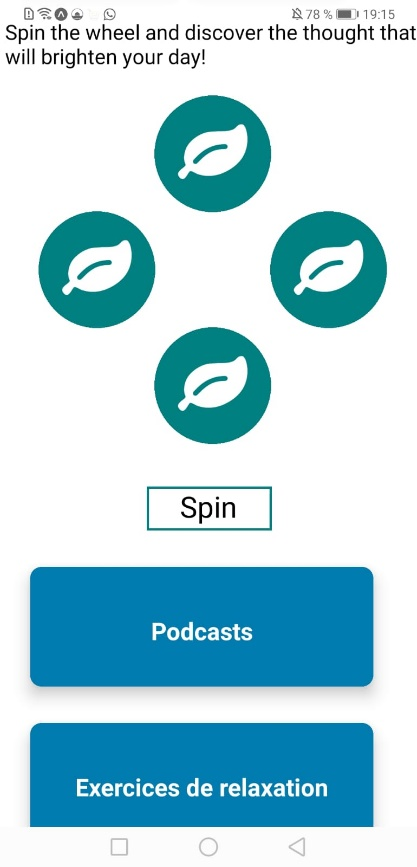 78 % 19:15
Spin the wheel and discover the thought that
will brighten your day!
Spin
Podcasts
Exercices de relaxation